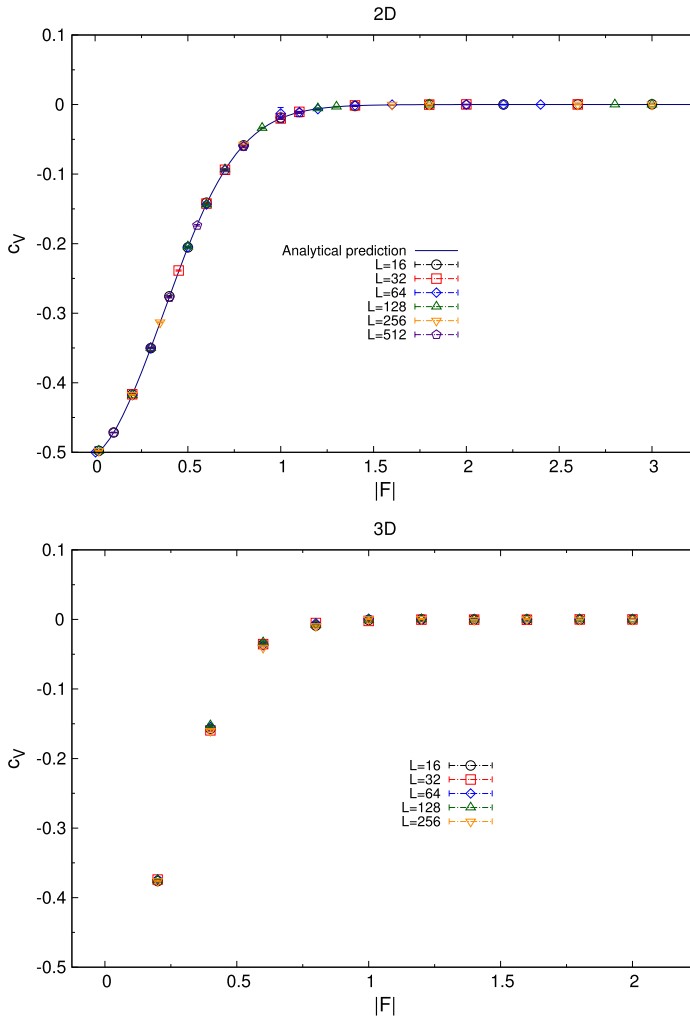 2D
0.1
0
-0.1
-0.2
-0.3
-0.4
-0.5
c_V
Analytical prediction
L=16
L=32
L=64
L=128
L=256
L=512
0 0.5 1 1.5 2 2.5 3
|F|
3D
0.1
0
-0.1
-0.2
-0.3
-0.4
-0.5
c_V
L=16
L=32
L=64
L=128
L=256
0 0.5 1 1.5 2
|F|